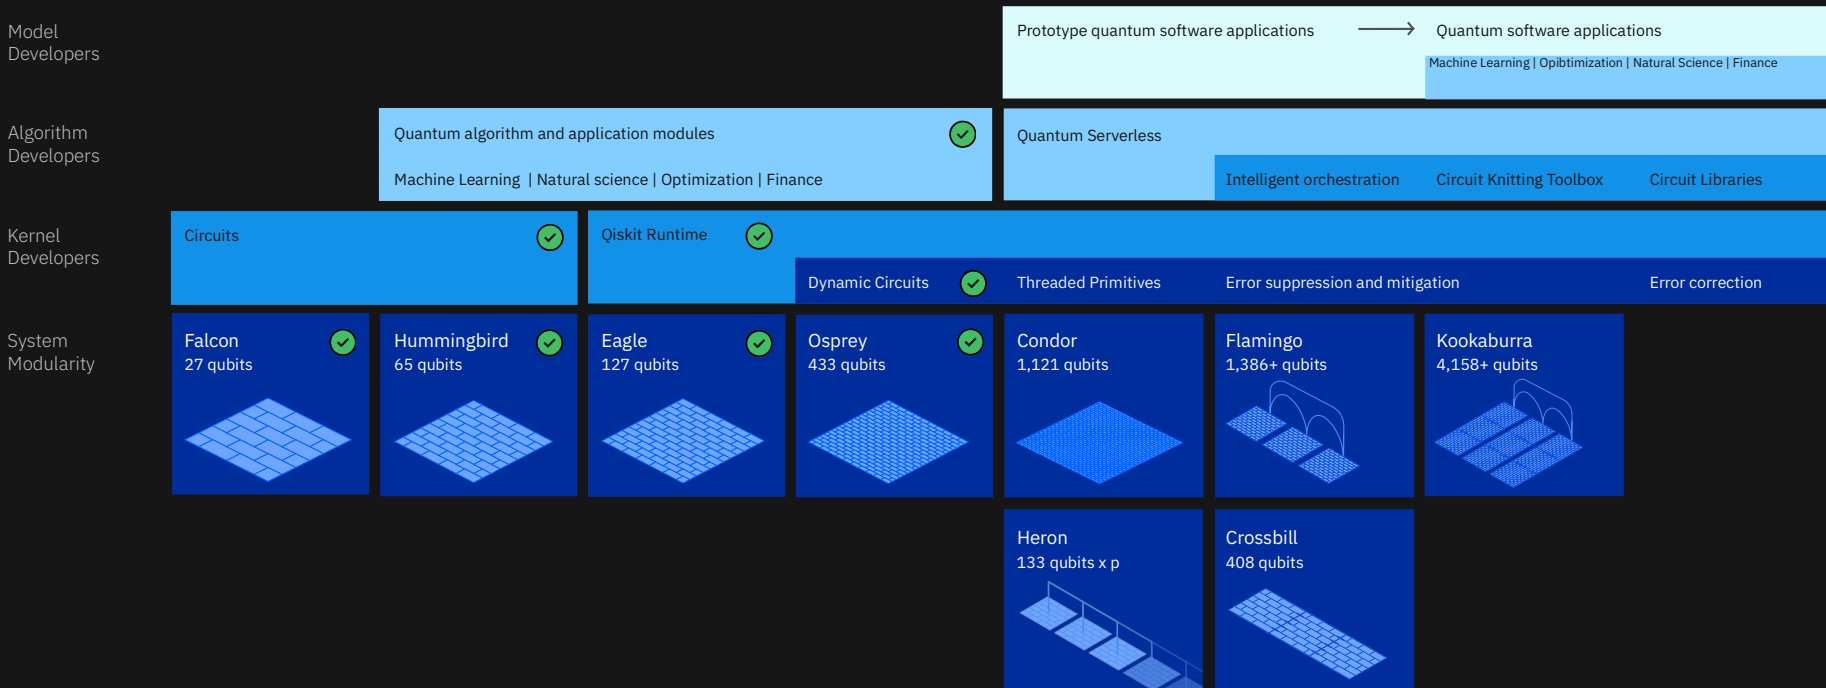 Model
Developers
Prototype quantum software applications
Quantum software applications
Machine Learning | Opibtimization | Natural Science | Finance
Algorithm
Developers
Quantum algorithm and application modules
Machine Learning | Natural science | Optimization | Finance
Quantum Serverless
Intelligent orchestration
Circuit Knitting Toolbox
Circuit Libraries
Kernel
Developers
Circuits
Qiskit Runtime
Dynamic Circuits
Threaded Primitives
Error suppression and mitigation
Error correction
System
Modularity
Falcon
27 qubits
Hummingbird
65 qubits
Eagle
127 qubits
Osprey
433 qubits
Condor
1,121 qubits
Flamingo
1,386+ qubits
Kookaburra
4,158+ qubits
Heron
133 qubits x p
Crossbill
408 qubits